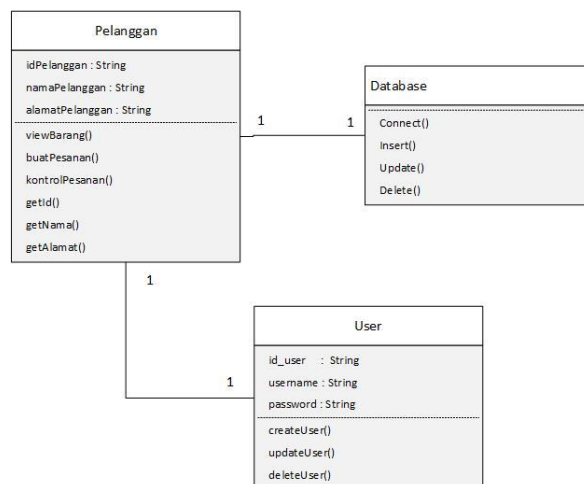 Pelanggan
idPelanggan : String
namaPelanggan : String
alamatPelanggan : String
viewBarang()
buatPesanan()
kontrolPesanan()
getId()
getNama()
getAlamat()
1
1
Database
Connect()
Insert()
Update()
Delete()
1
1
User
id_user : String
username : String
password : String
createUser()
updateUser()
deleteUser()